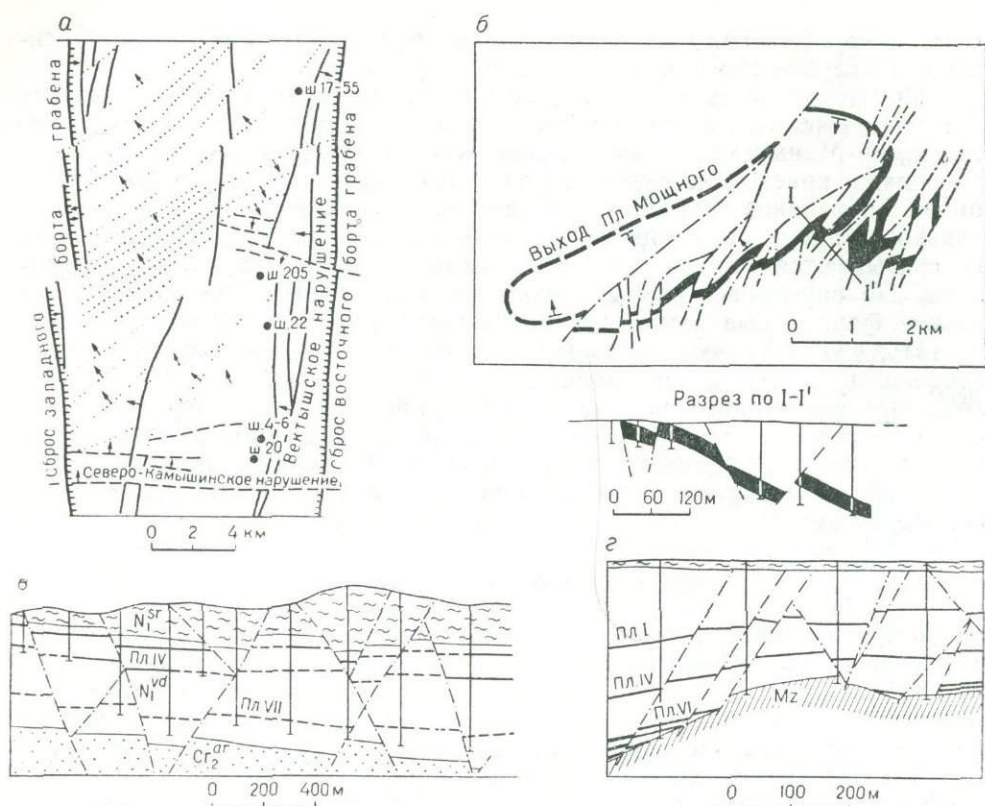 а
Сброс западного борта грабена
ш 17-55
ш 205
ш. 22
ш. 4-6
ш. 20
Вектышское нарушение
Сброс восточного борта грабена
Северо-Камышинское нарушение
0 2 4 км
б
Выход Пл Мощного
I
I'
0 1 2км
Разрез по I-I'
0 60 120м
N₁ˢʳ
Пл. IV
N₁ᵛᵈ
Пл. VII
Cr₂ᵃʳ
0 200 400м
г
Пл. I
Пл. IV
Пл. VI
Mz
0 100 200м